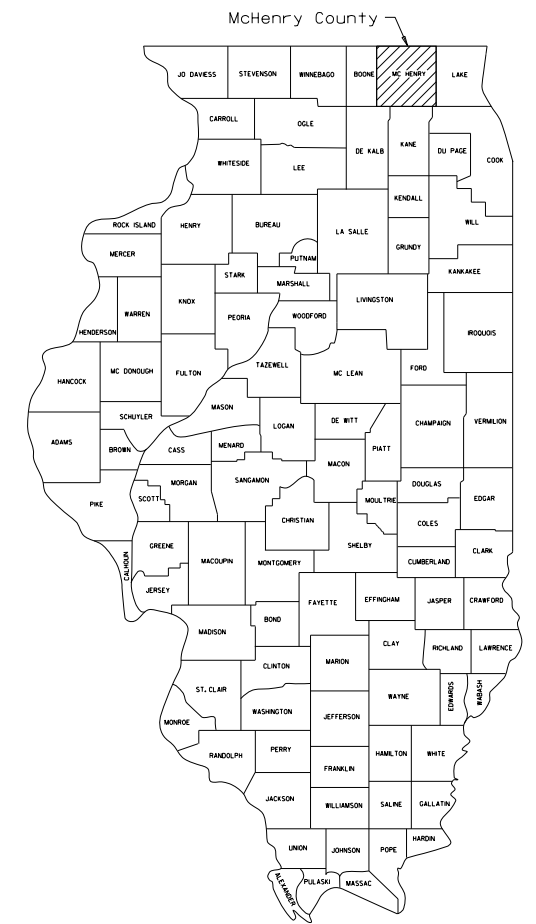 McHenry County
JO DAVIESS
STEVENSON
WINNEBAGO
BOONE
MC HENRY
LAKE
CARROLL
OGLE
DE KALB
KANE
DU PAGE
COOK
WHITESIDE
LEE
KENDALL
WILL
ROCK ISLAND
HENRY
BUREAU
LA SALLE
GRUNDY
MERCER
PUTNAM
KANKAKEE
STARK
MARSHALL
LIVINGSTON
KNOX
WARREN
HENDERSON
PEORIA
WOODFORD
IROQUOIS
TAZEWELL
MC LEAN
FORD
HANCOCK
MC DONOUGH
FULTON
MASON
SCHUYLER
LOGAN
DE WITT
CHAMPAIGN
VERMILION
ADAMS
BROWN
CASS
MENARD
PIATT
MACON
MORGAN
SANGAMON
DOUGLAS
EDGAR
PIKE
SCOTT
MOULTRIE
CHRISTIAN
COLES
GREENE
MACOUPIN
MONTGOMERY
SHELBY
CUMBERLAND
CLARK
CALHOUN
JERSEY
FAYETTE
EFFINGHAM
JASPER
CRAWFORD
MADISON
BOND
CLAY
RICHLAND
LAWRENCE
CLINTON
MARION
ST. CLAIR
WAYNE
EDWARDS
WABASH
WASHINGTON
JEFFERSON
MONROE
RANDOLPH
PERRY
HAMILTON
WHITE
FRANKLIN
JACKSON
WILLIAMSON
SALINE
GALLATIN
UNION
JOHNSON
POPE
HARDIN
ALEXANDER
PULASKI
MASSAC